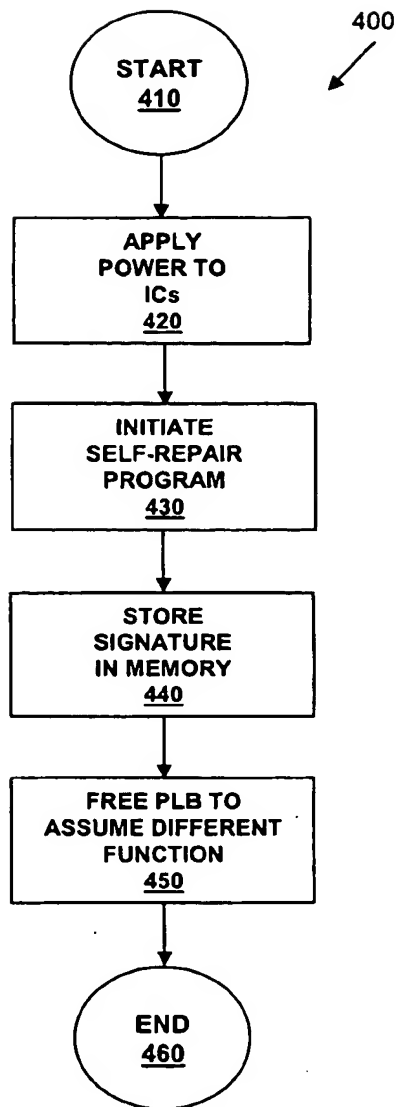 400
START
410
APPLY
POWER TO
ICs
420
INITIATE
SELF-REPAIR
PROGRAM
430
STORE
SIGNATURE
IN MEMORY
440
FREE PLB TO
ASSUME DIFFERENT
FUNCTION
450
END
460